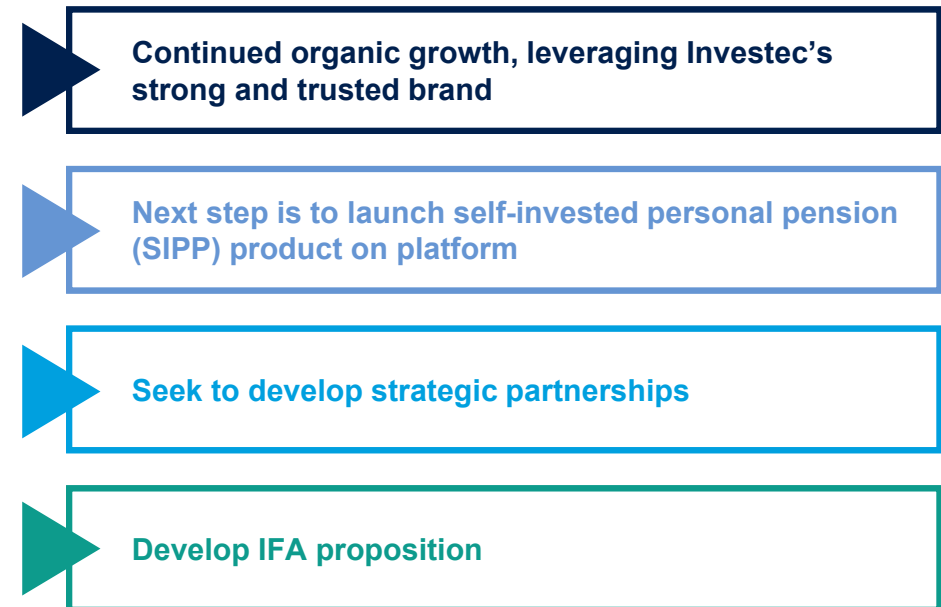 Continued organic growth, leveraging Investec’s
strong and trusted brand
Next step is to launch self-invested personal pension
(SIPP) product on platform
Seek to develop strategic partnerships
Develop IFA proposition